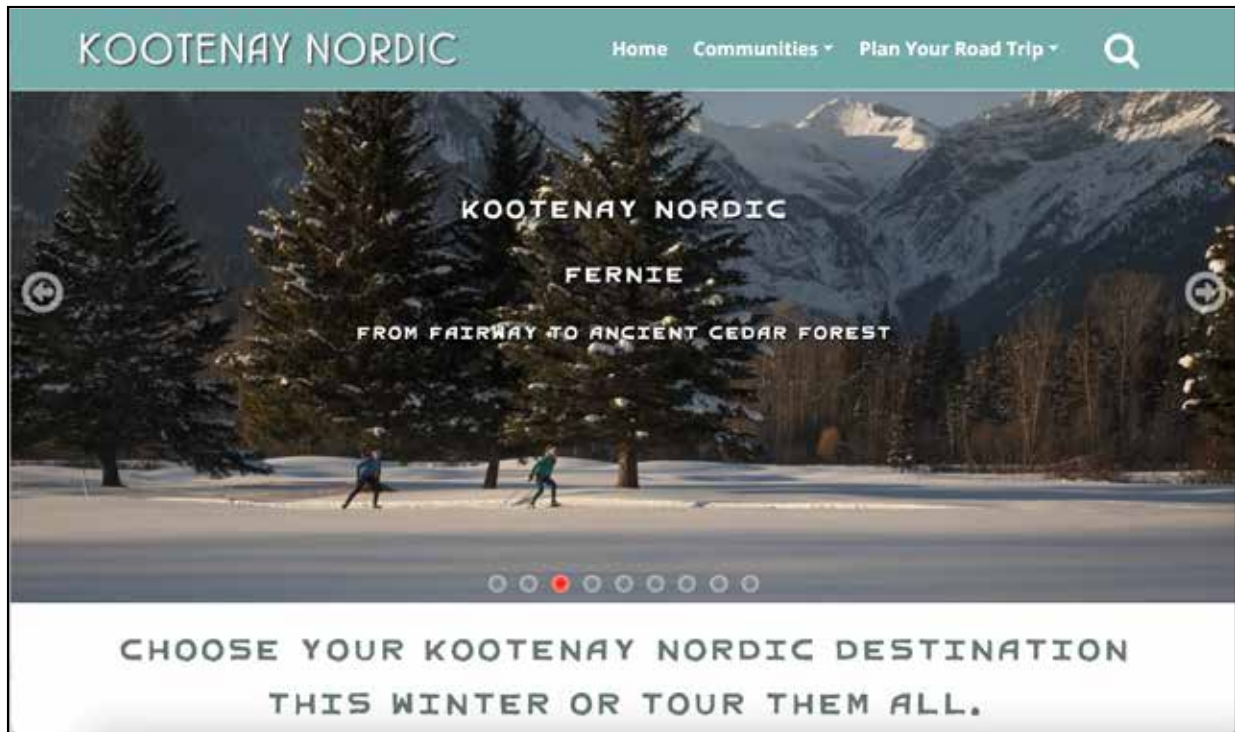 KOOTENAY NORDIC
Home Communities Plan Your Road Trip
KOOTENAY NORDIC
FERNIE
FROM FAIRWAY TO ANCIENT CEDAR FOREST
CHOOSE YOUR KOOTENAY NORDIC DESTINATION
THIS WINTER OR TOUR THEM ALL.